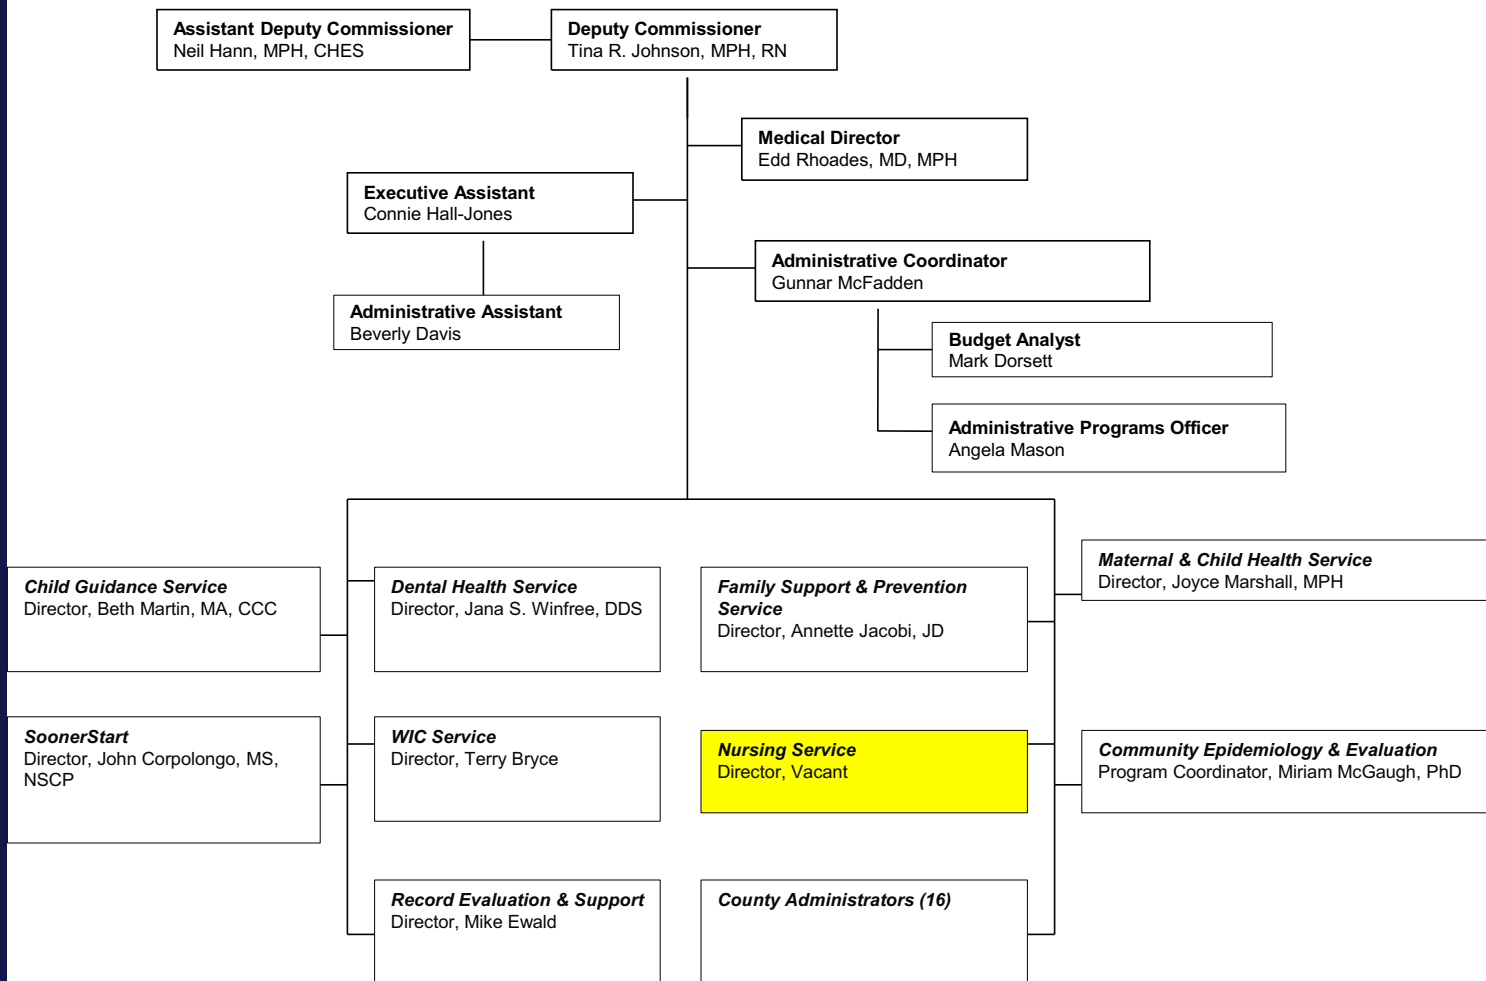 Assistant Deputy Commissioner
Neil Hann, MPH, CHES
Deputy Commissioner
Tina R. Johnson, MPH, RN
Medical Director
Edd Rhoades, MD, MPH
Executive Assistant
Connie Hall-Jones
Administrative Coordinator
Gunnar McFadden
Administrative Assistant
Beverly Davis
Budget Analyst
Mark Dorsett
Administrative Programs Officer
Angela Mason
Child Guidance Service
Director, Beth Martin, MA, CCC
Dental Health Service
Director, Jana S. Winfree, DDS
Family Support & Prevention
Service
Director, Annette Jacobi, JD
Maternal & Child Health Service
Director, Joyce Marshall, MPH
SoonerStart
Director, John Corpolongo, MS,
NSCP
WIC Service
Director, Terry Bryce
Nursing Service
Director, Vacant
Community Epidemiology & Evaluation
Program Coordinator, Miriam McGaugh, PhD
Record Evaluation & Support
Director, Mike Ewald
County Administrators (16)